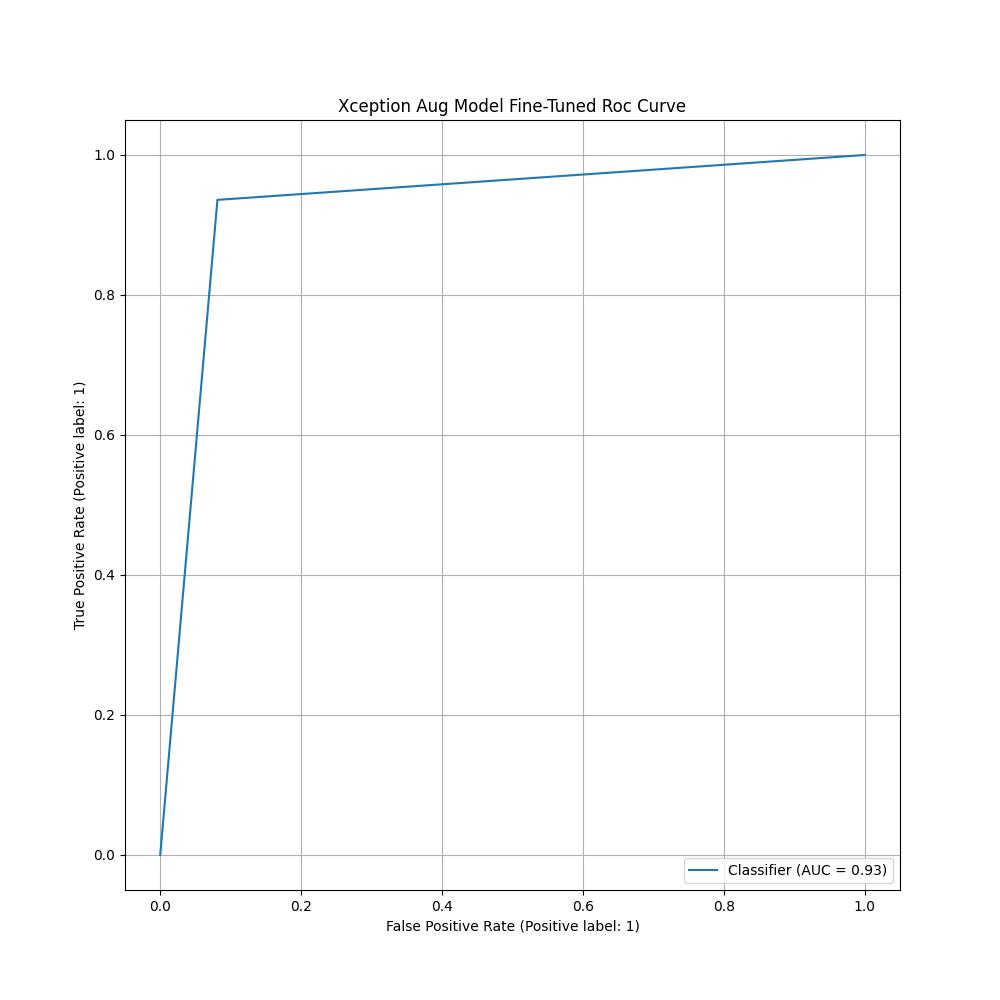 Xception Aug Model Fine-Tuned Roc Curve
1.0
0.8
0.6
0.4
0.2
0.0
True Positive Rate (Positive label: 1)
Classifier (AUC = 0.93)
0.0 0.2 0.4 0.6 0.8 1.0
False Positive Rate (Positive label: 1)